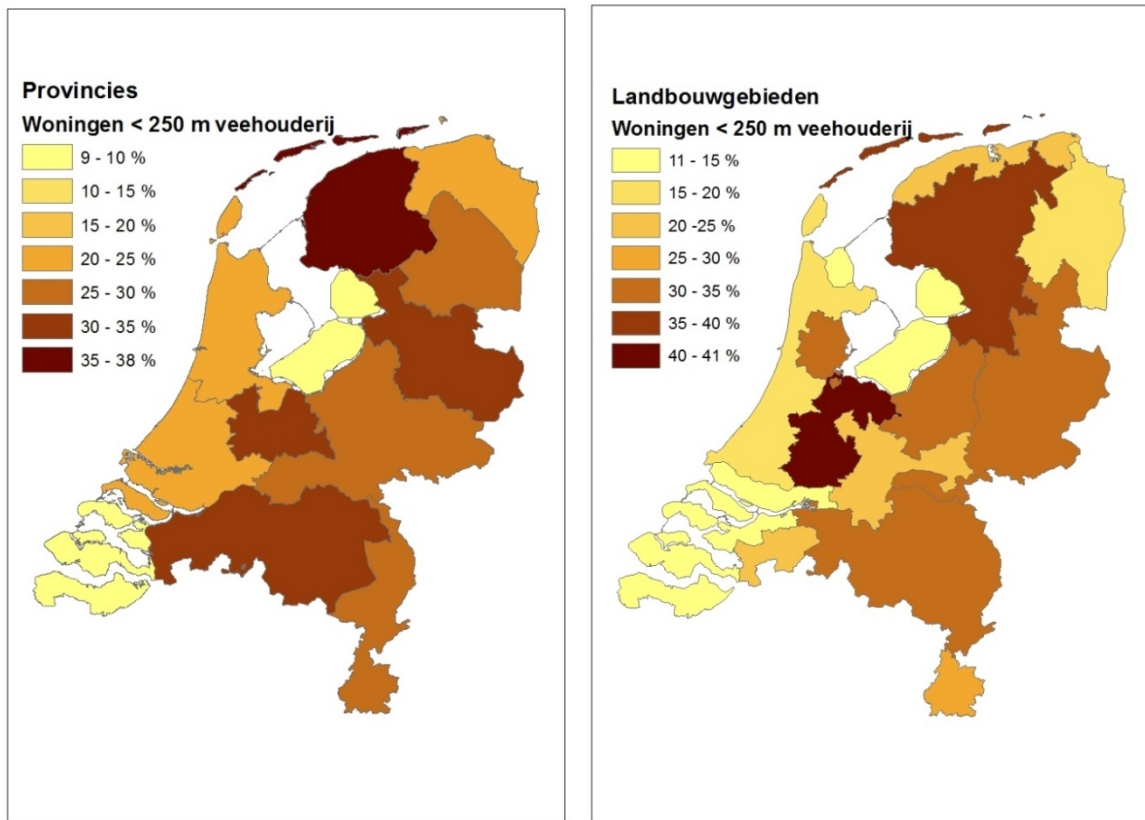 Provincies
Woningen < 250 m veehouderij
9 - 10 %
10 - 15 %
15 - 20 %
20 - 25 %
25 - 30 %
30 - 35 %
35 - 38 %
Landbouwgebieden
Woningen < 250 m veehouderij
11 - 15 %
15 - 20 %
20 -25 %
25 - 30 %
30 - 35 %
35 - 40 %
40 - 41 %